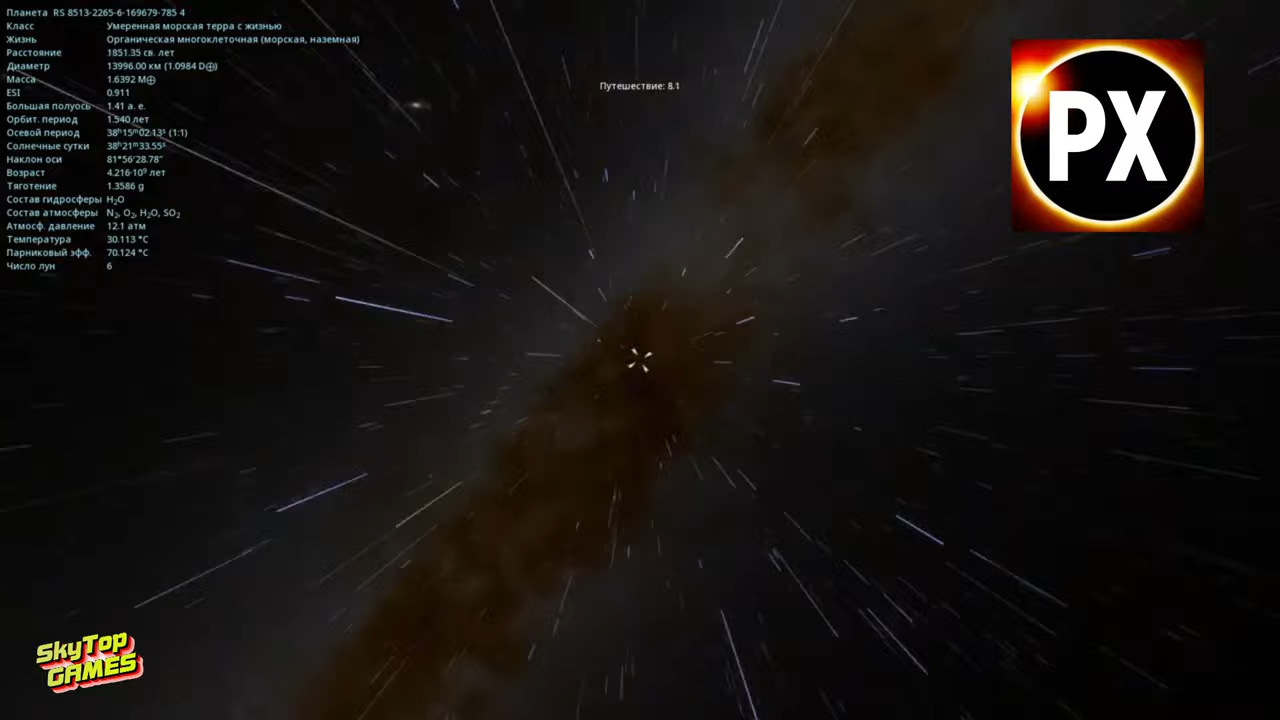 Планета RS 8513-2265-6-169679-785 4
Класс Умеренная морская терра с жизнью
Жизнь Органическая многоклеточная (морская, наземная)
Расстояние 1851.35 св. лет
Диаметр 13996.00 км (1.0984 D⊕)
Масса 1.6392 M⊕
ESI 0.911
Большая полуось 1.41 а. е.
Орбит. период 1.540 лет
Осевой период 38ʰ15ᵐ02.13ˢ (1:1)
Солнечные сутки 38ʰ21ᵐ33.55ˢ
Наклон оси 81°56′28.78″
Возраст 4.216·10⁹ лет
Тяготение 1.3586 g
Состав гидросферы H₂O
Состав атмосферы N₂, O₂, H₂O, SO₂
Атмосф. давление 12.1 атм
Температура 30.113 °C
Парниковый эфф. 70.124 °C
Число лун 6
Путешествие: 8.1
PX
SkyTop
GAMES